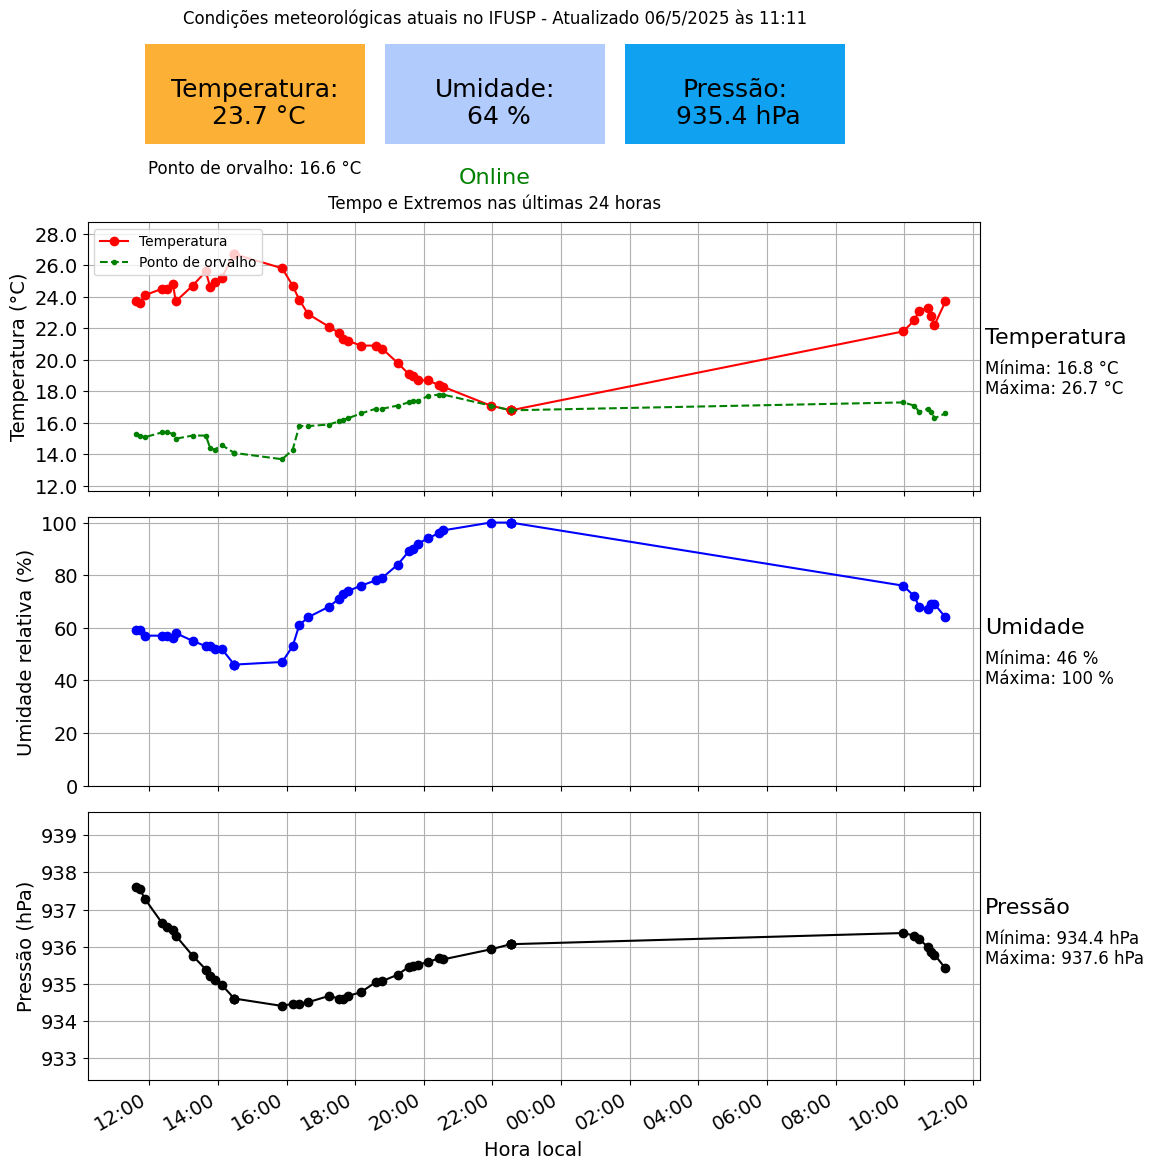 Condições meteorológicas atuais no IFUSP - Atualizado 06/5/2025 às 11:11
Temperatura:
23.7 °C
Umidade:
64 %
Pressão:
935.4 hPa
Ponto de orvalho: 16.6 °C
Online
Tempo e Extremos nas últimas 24 horas
Temperatura (°C)
28.0
26.0
24.0
22.0
20.0
18.0
16.0
14.0
12.0
Temperatura
Ponto de orvalho
Temperatura
Mínima: 16.8 °C
Máxima: 26.7 °C
Umidade relativa (%)
100
80
60
40
20
0
Umidade
Mínima: 46 %
Máxima: 100 %
Pressão (hPa)
939
938
937
936
935
934
933
Pressão
Mínima: 934.4 hPa
Máxima: 937.6 hPa
12:00 14:00 16:00 18:00 20:00 22:00 00:00 02:00 04:00 06:00 08:00 10:00 12:00
Hora local